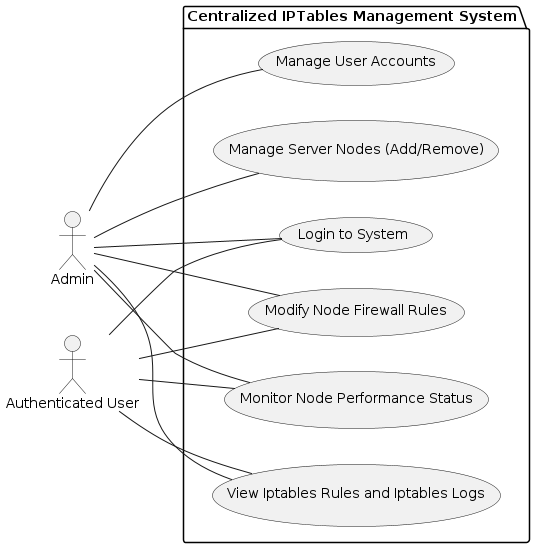 Centralized IPTables Management System
Manage User Accounts
Manage Server Nodes (Add/Remove)
Login to System
Admin
Modify Node Firewall Rules
Monitor Node Performance Status
Authenticated User
View Iptables Rules and Iptables Logs